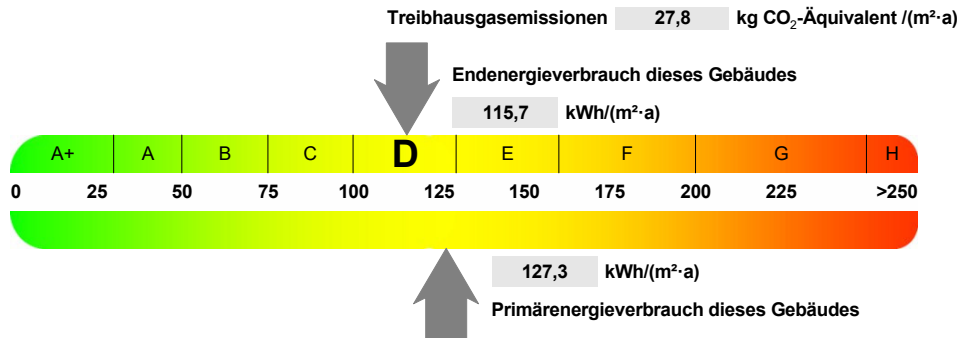 Treibhausgasemissionen 27,8 kg CO₂-Äquivalent /(m²·a)
Endenergieverbrauch dieses Gebäudes
115,7 kWh/(m²·a)
A+ A B C D E F G H
0 25 50 75 100 125 150 175 200 225 >250
127,3 kWh/(m²·a)
Primärenergieverbrauch dieses Gebäudes